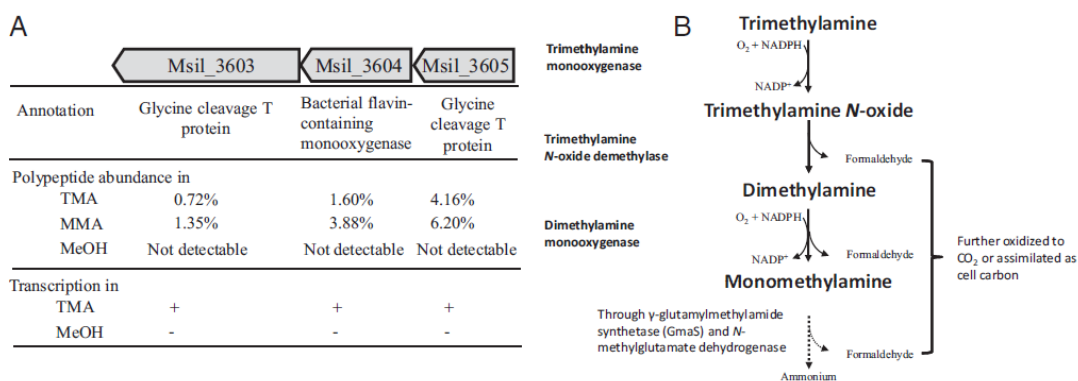 A
Msil_3603 Msil_3604 Msil_3605
Annotation
Glycine cleavage T
protein
Bacterial flavin-
containing
monooxygenase
Glycine
cleavage T
protein
Polypeptide abundance in
TMA 0.72% 1.60% 4.16%
MMA 1.35% 3.88% 6.20%
MeOH Not detectable Not detectable Not detectable
Transcription in
TMA + + +
MeOH - - -
B
Trimethylamine
Trimethylamine
monooxygenase
O2 + NADPH
NADP+
Trimethylamine N-oxide
Trimethylamine
N-oxide demethylase
Formaldehyde
Dimethylamine
Dimethylamine
monooxygenase
O2 + NADPH
NADP+
Formaldehyde
Monomethylamine
Through γ-glutamylmethylamide
synthetase (GmaS) and N-
methylglutamate dehydrogenase
Formaldehyde
Ammonium
Further oxidized to
CO2 or assimilated as
cell carbon